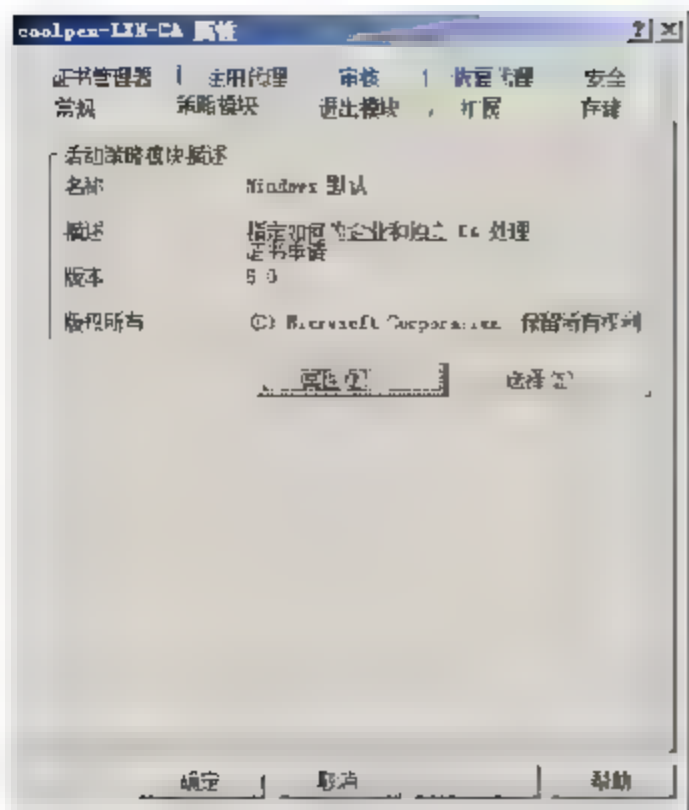 coolpen-LXH-CA 属性
证书管理器 注册代理 审核 恢复代理 安全
常规 策略模块 退出模块 扩展 存储
活动策略模块描述
名称 Windows 默认
描述 指定如何为企业和独立 CA 处理
证书申请
版本 6.0
版权所有 (C) Microsoft Corporation. 保留所有权利
属性 选择
确定 取消 帮助